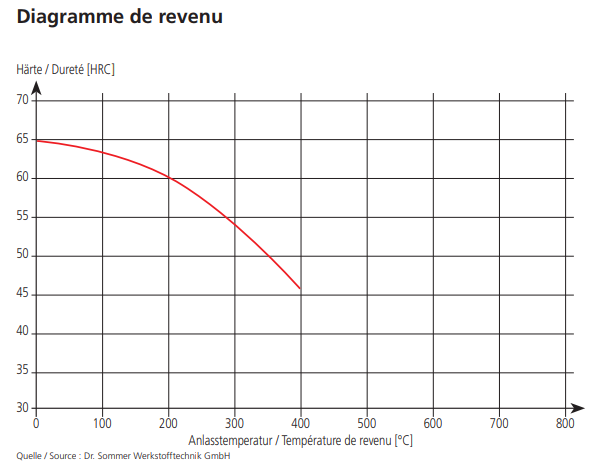 Diagramme de revenu
Härte / Dureté [HRC]
70
65
60
55
50
45
40
35
30
0 100 200 300 400 500 600 700 800
Anlasstemperatur / Température de revenu [°C]
Quelle / Source : Dr. Sommer Werkstofftechnik GmbH